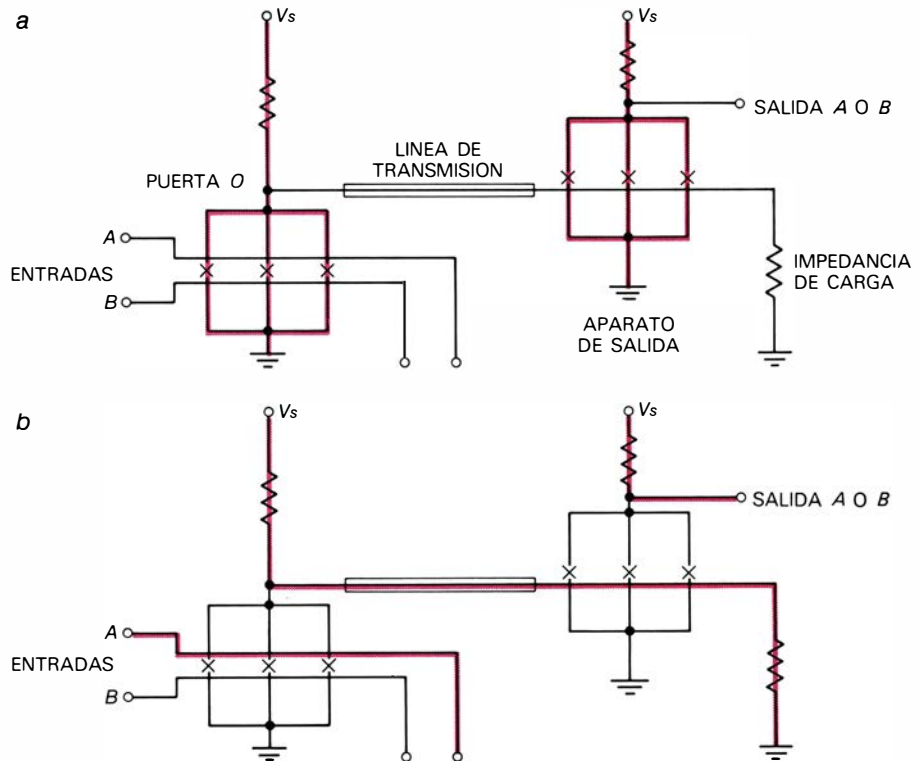 a
Vs
Vs
SALIDA A O B
LINEA DE
TRANSMISION
PUERTA O
A
ENTRADAS
B
IMPEDANCIA
DE CARGA
APARATO
DE SALIDA
b
Vs
Vs
SALIDA A O B
A
ENTRADAS
B